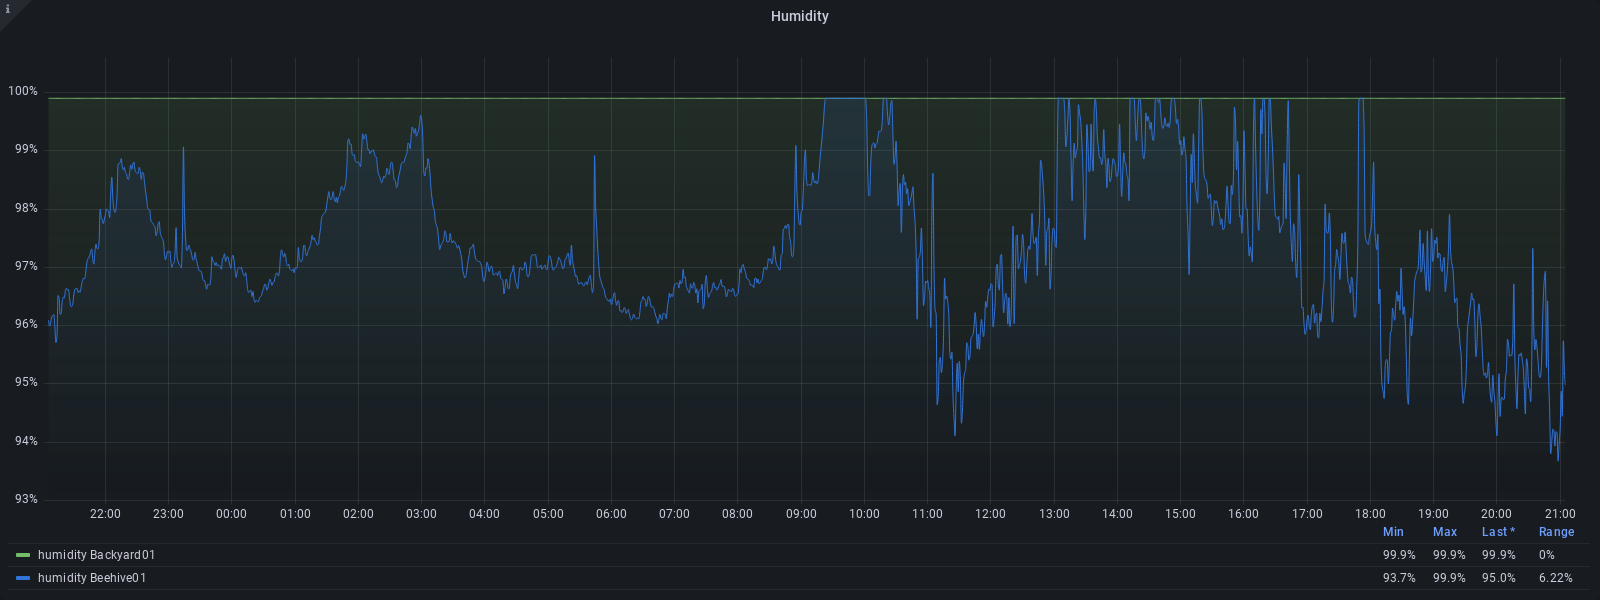 i
Humidity
100%
99%
98%
97%
96%
95%
94%
93%
22:00 23:00 00:00 01:00 02:00 03:00 04:00 05:00 06:00 07:00 08:00 09:00 10:00 11:00 12:00 13:00 14:00 15:00 16:00 17:00 18:00 19:00 20:00 21:00
Min Max Last * Range
humidity Backyard01 99.9% 99.9% 99.9% 0%
humidity Beehive01 93.7% 99.9% 95.0% 6.22%